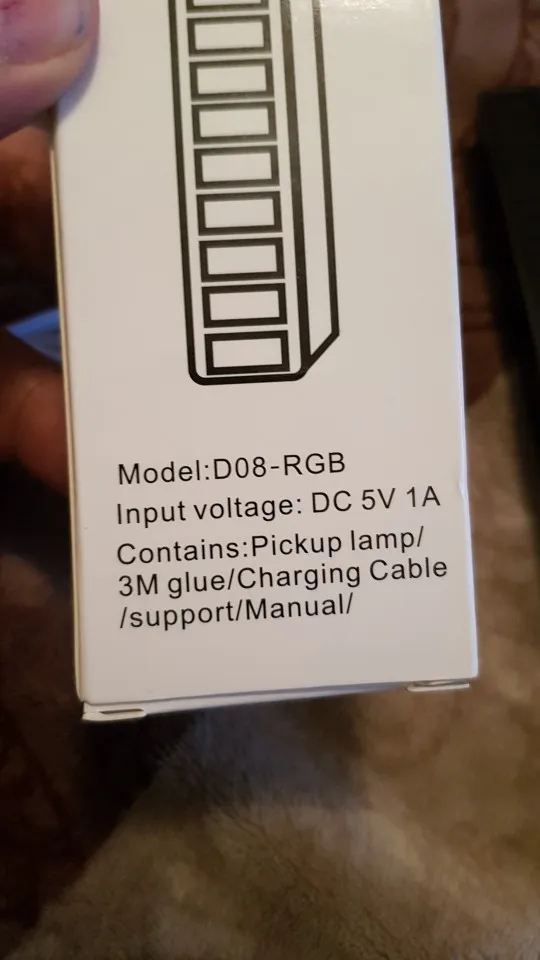 Model:D08-RGB
Input voltage: DC 5V 1A
Contains:Pickup lamp/
3M glue/Charging Cable
/support/Manual/